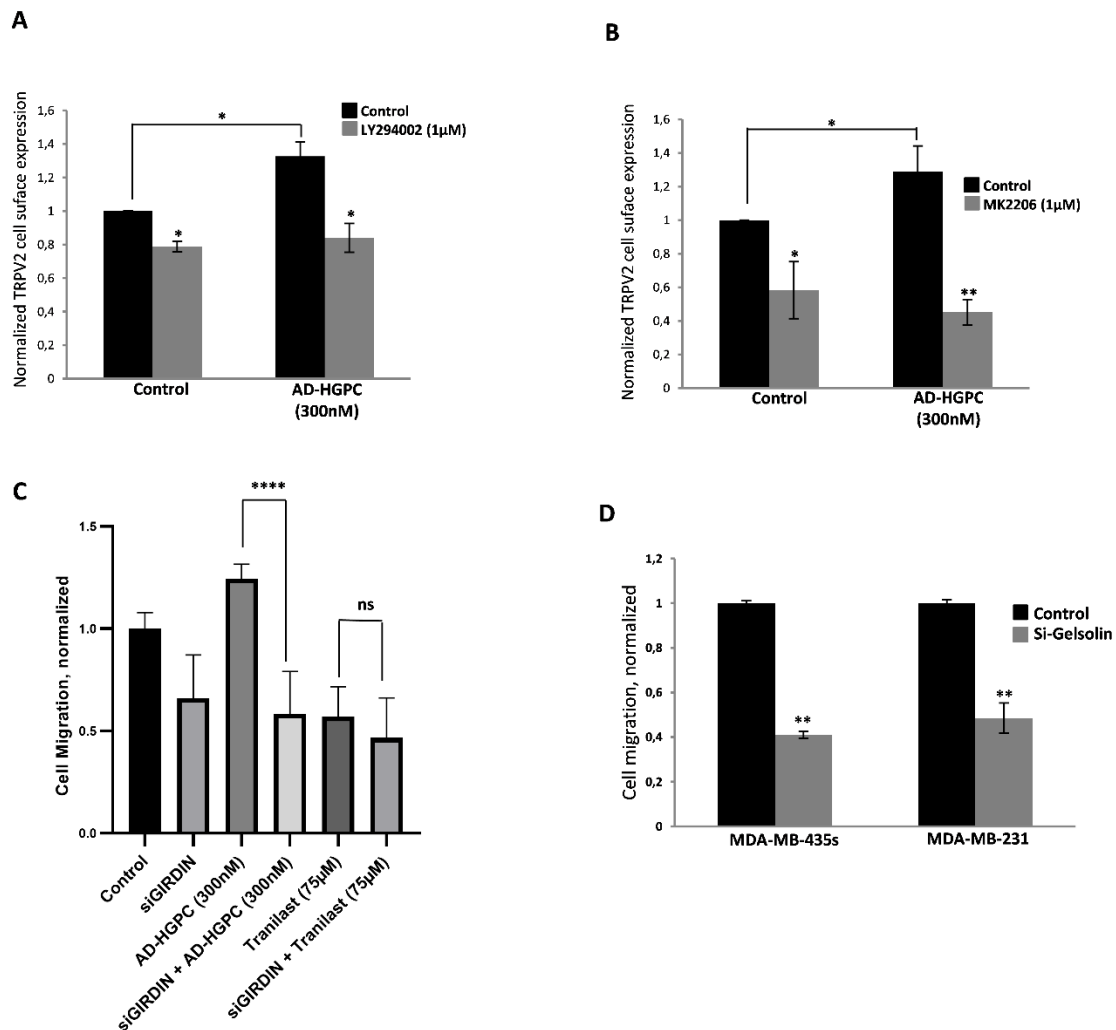 A
Normalized TRPV2 cell suface expression
1,6
1,4
1,2
1
0,8
0,6
0,4
0,2
0
*
*
*
Control
LY294002 (1µM)
Control
AD-HGPC
(300nM)
B
Normalized TRPV2 cell surface expression
1,6
1,4
1,2
1
0,8
0,6
0,4
0,2
0
*
*
**
Control
MK2206 (1µM)
Control
AD-HGPC
(300nM)
C
Cell Migration, normalized
1.5
1.0
0.5
0.0
****
ns
Control
siGIRDIN
AD-HGPC (300nM)
siGIRDIN + AD-HGPC (300nM)
Tranilast (75µM)
siGIRDIN + Tranilast (75µM)
D
Cell migration, normalized
1,2
1
0,8
0,6
0,4
0,2
0
**
**
Control
Si-Gelsolin
MDA-MB-435s
MDA-MB-231